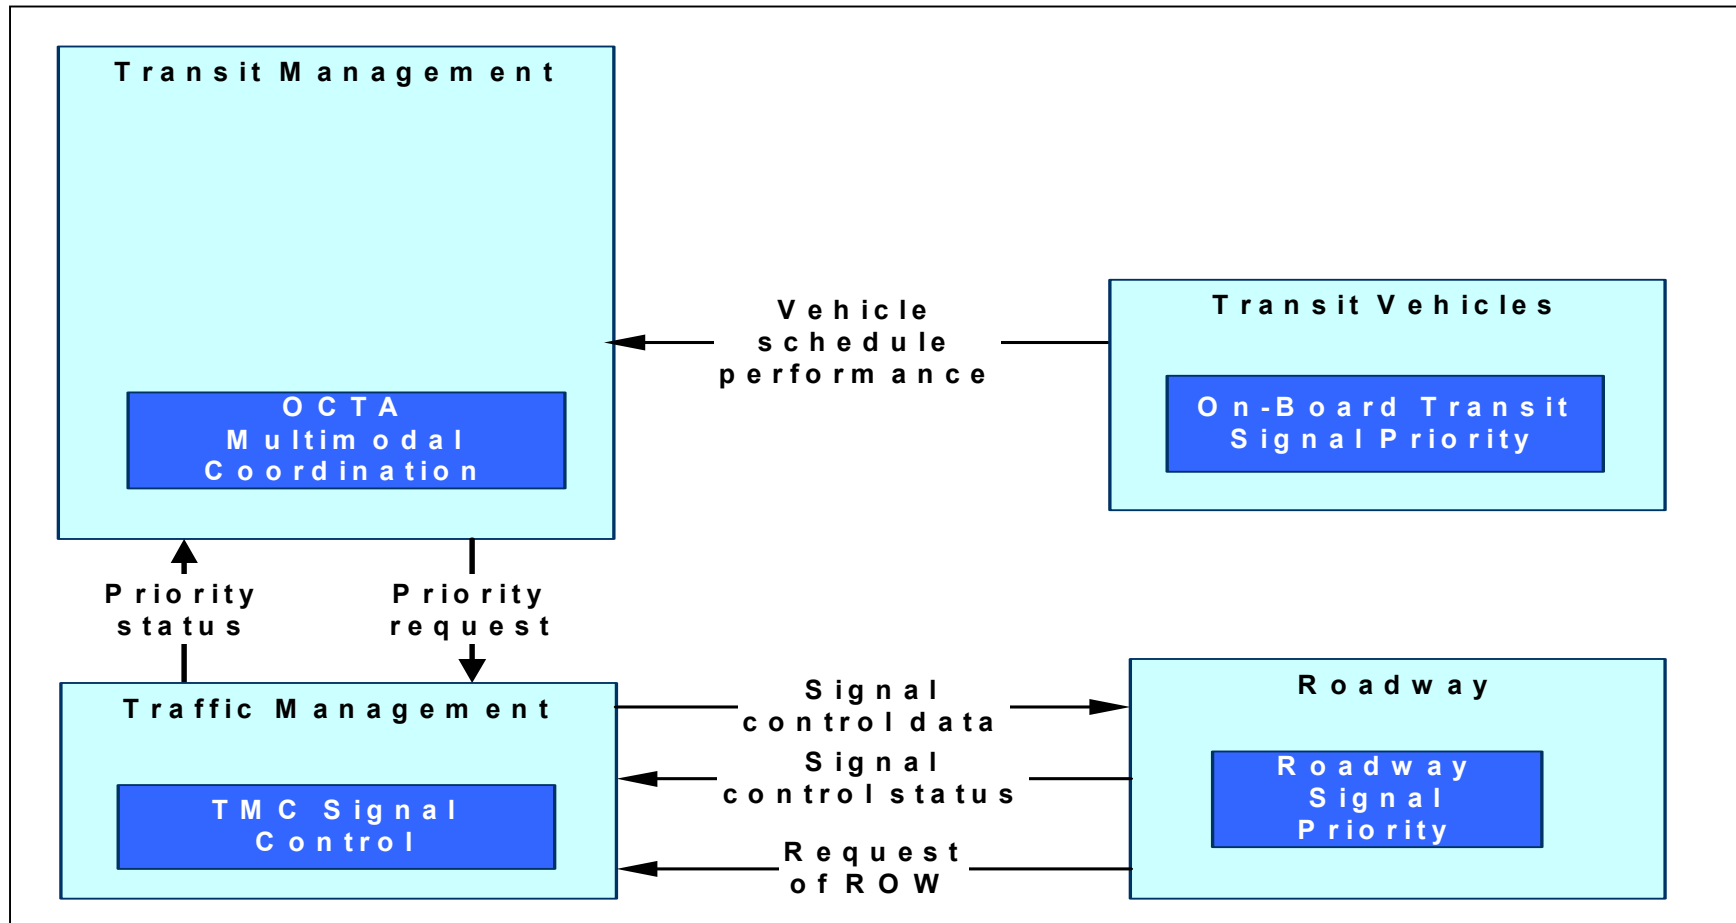 Transit Management
OCTA
Multimodal
Coordination
Vehicle
schedule
performance
Transit Vehicles
On-Board Transit
Signal Priority
Priority
status
Priority
request
Traffic Management
TMC Signal
Control
Signal
control data
Signal
control status
Request
of ROW
Roadway
Roadway
Signal
Priority